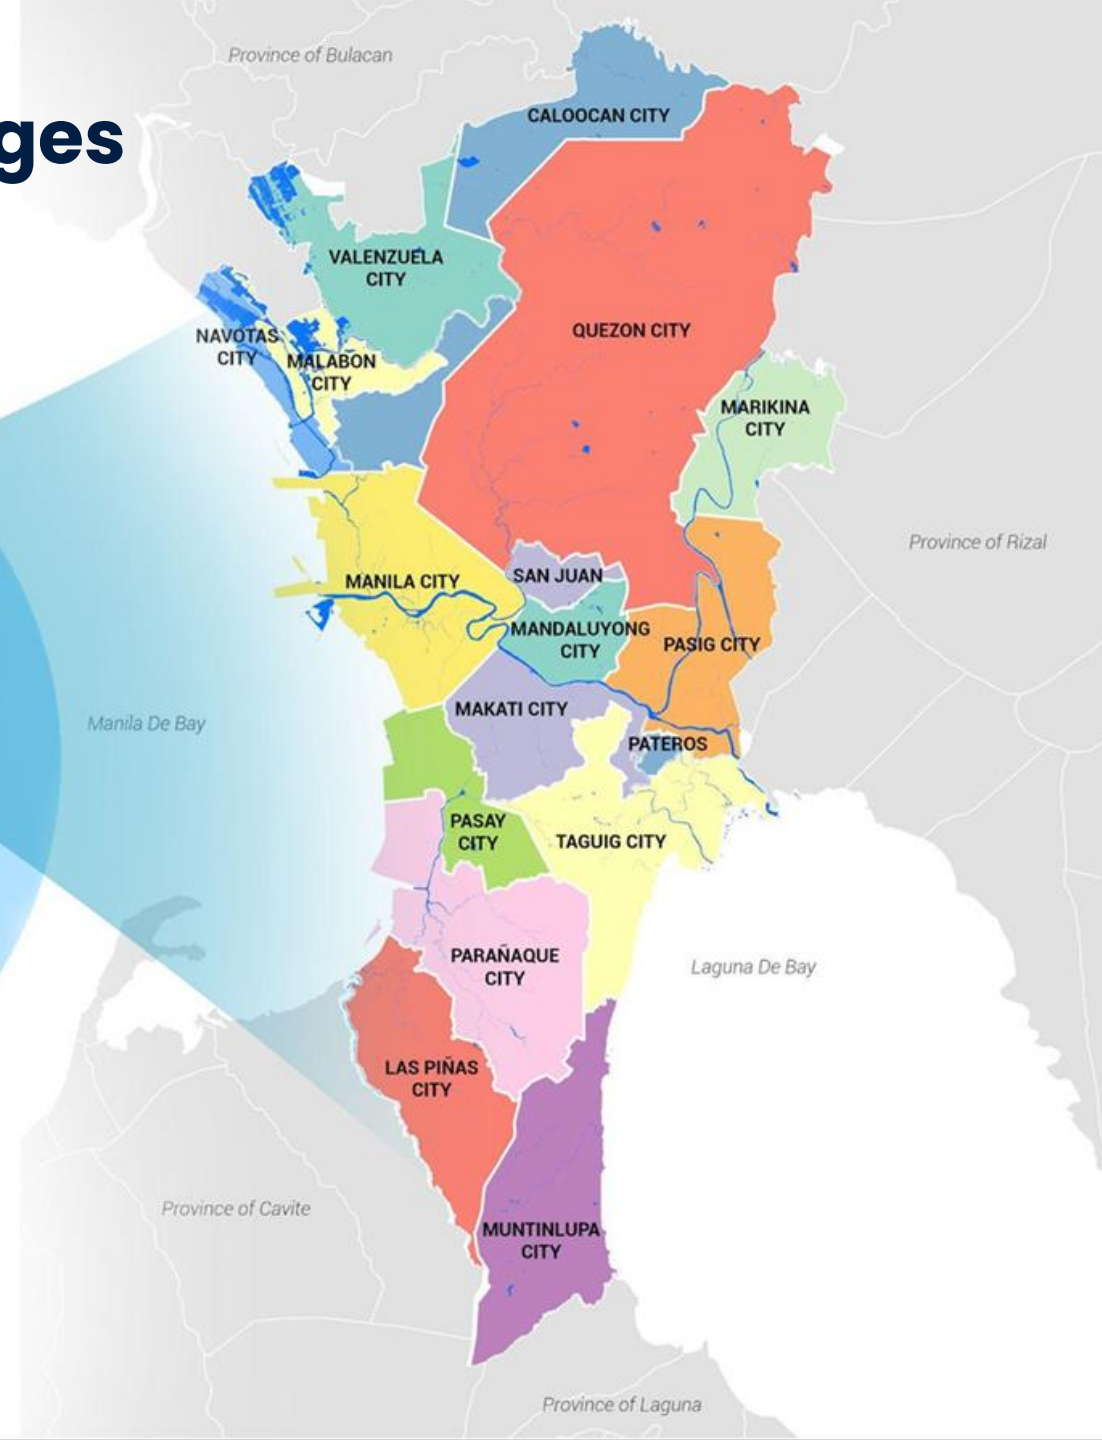 Province of Bulacan
ges
CALOOCAN CITY
VALENZUELA
CITY
QUEZON CITY
NAVOTAS
CITY
MALABON
CITY
MARIKINA
CITY
Province of Rizal
SAN JUAN
MANILA CITY
MANDALUYONG
CITY
PASIG CITY
MAKATI CITY
Manila De Bay
PATEROS
PASAY
CITY
TAGUIG CITY
PARAÑAQUE
CITY
Laguna De Bay
LAS PIÑAS
CITY
Province of Cavite
MUNTINLUPA
CITY
Province of Laguna